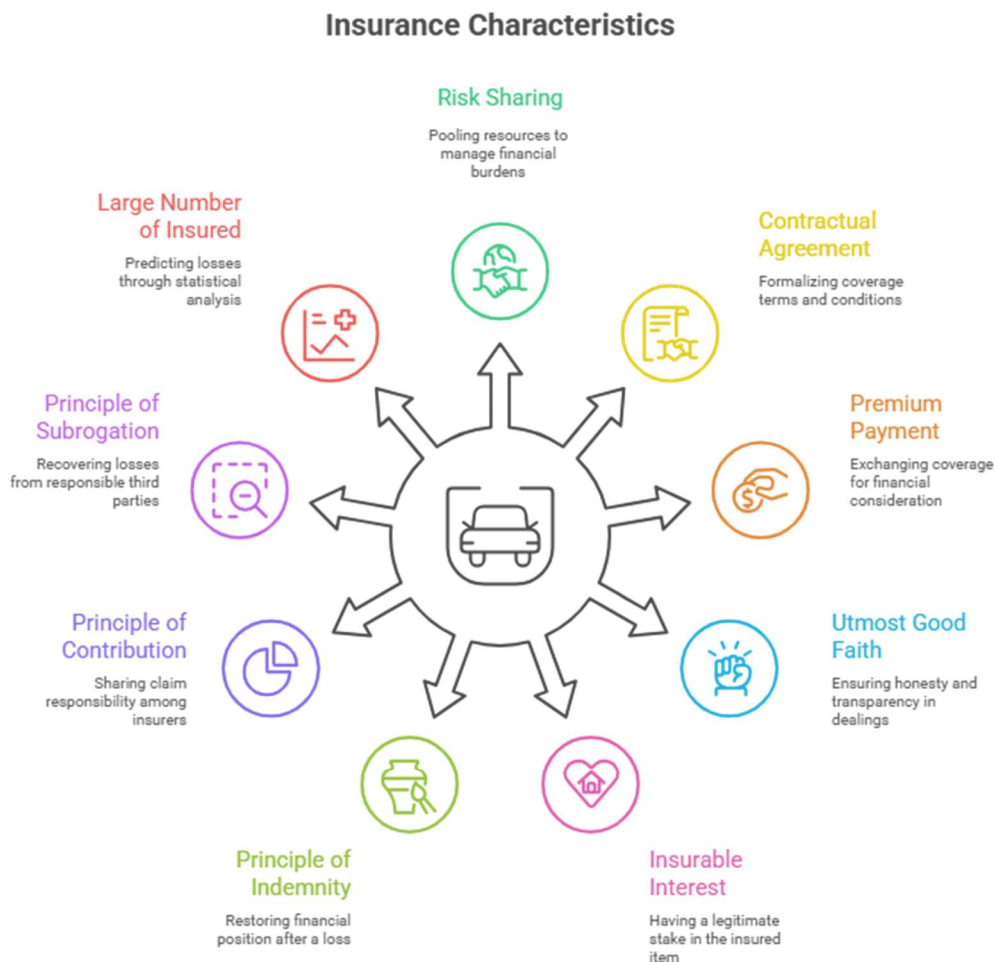 Insurance Characteristics
Risk Sharing
Pooling resources to
manage financial
burdens
Large Number
of Insured
Predicting losses
through statistical
analysis
Contractual
Agreement
Formalizing coverage
terms and conditions
Principle of
Subrogation
Recovering losses
from responsible third
parties
Premium
Payment
Exchanging coverage
for financial
consideration
$
Principle of
Contribution
Sharing claim
responsibility among
insurers
Utmost Good
Faith
Ensuring honesty and
transparency in
dealings
Principle of
Indemnity
Restoring financial
position after a loss
Insurable
Interest
Having a legitimate
stake in the insured
item